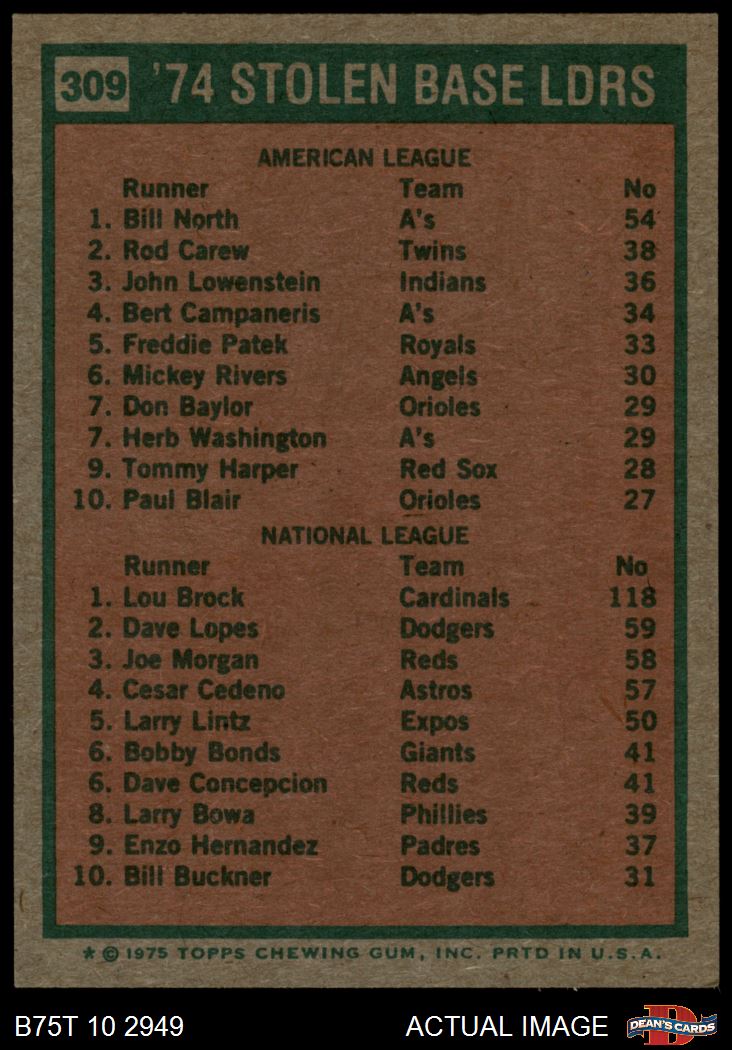 309 '74 STOLEN BASE LDRS
AMERICAN LEAGUE
Runner Team No
1. Bill North A's 54
2. Rod Carew Twins 38
3. John Lowenstein Indians 36
4. Bert Campaneris A's 34
5. Freddie Patek Royals 33
6. Mickey Rivers Angels 30
7. Don Baylor Orioles 29
7. Herb Washington A's 29
9. Tommy Harper Red Sox 28
10. Paul Blair Orioles 27
NATIONAL LEAGUE
Runner Team No
1. Lou Brock Cardinals 118
2. Dave Lopes Dodgers 59
3. Joe Morgan Reds 58
4. Cesar Cedeno Astros 57
5. Larry Lintz Expos 50
6. Bobby Bonds Giants 41
6. Dave Concepcion Reds 41
8. Larry Bowa Phillies 39
9. Enzo Hernandez Padres 37
10. Bill Buckner Dodgers 31
* © 1975 TOPPS CHEWING GUM, INC. PRTD IN U.S.A.
B75T 10 2949 ACTUAL IMAGE DEAN'S CARDS